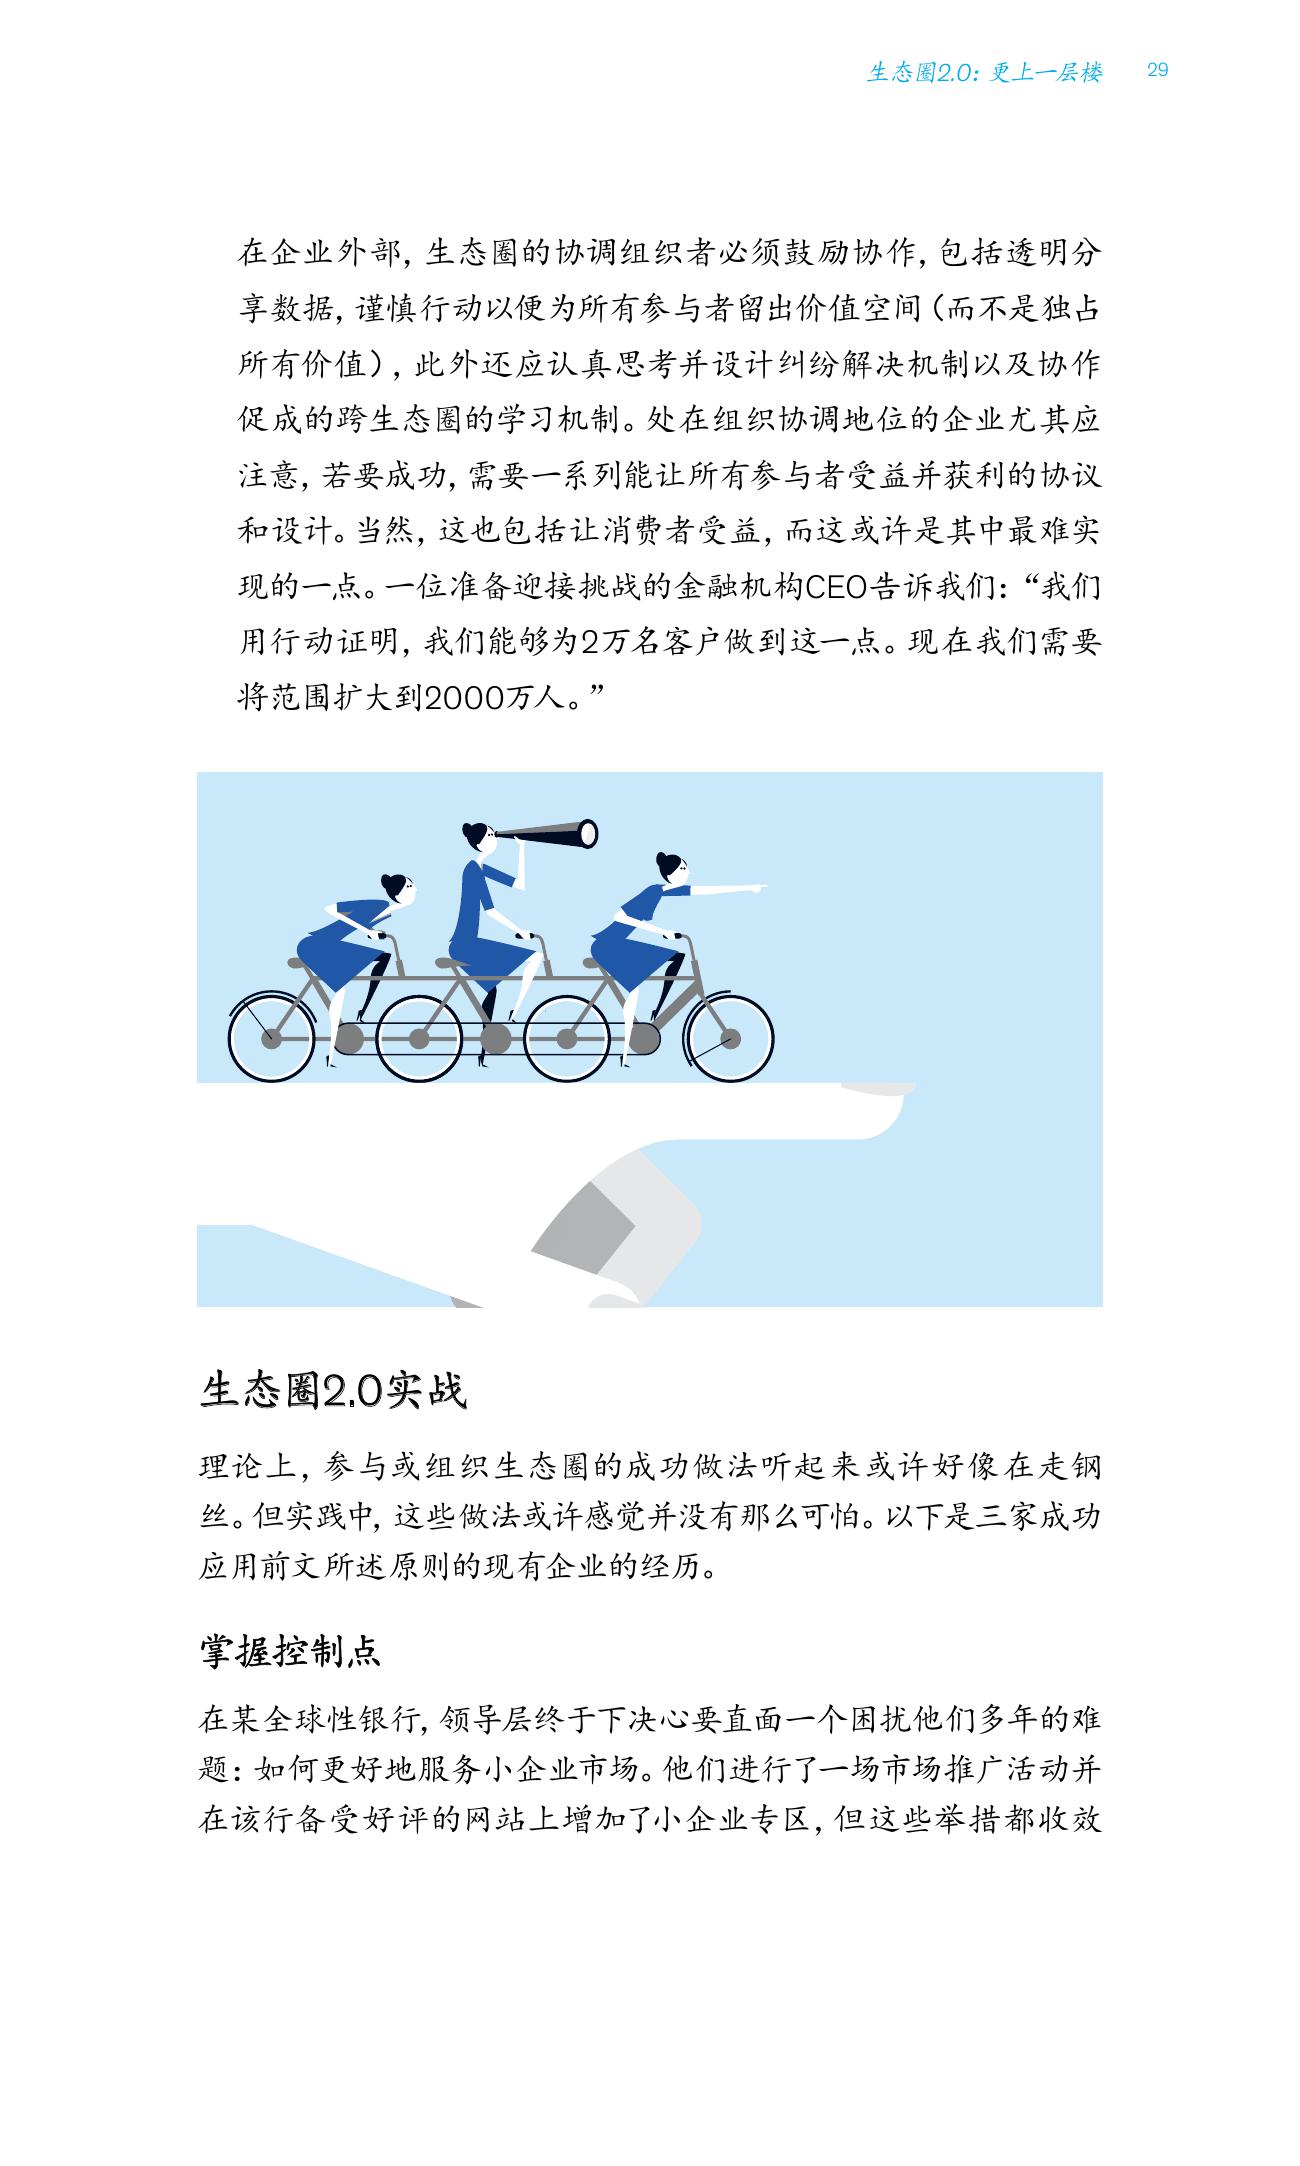 生态圈2.0：更上一层楼 29
在企业外部，生态圈的协调组织者必须鼓励协作，包括透明分
享数据，谨慎行动以便为所有参与者留出价值空间（而不是独占
所有价值），此外还应认真思考并设计纠纷解决机制以及协作
促成的跨生态圈的学习机制。处在组织协调地位的企业尤其应
注意，若要成功，需要一系列能让所有参与者受益并获利的协议
和设计。当然，这也包括让消费者受益，而这或许是其中最难实
现的一点。一位准备迎接挑战的金融机构CEO告诉我们：“我们
用行动证明，我们能够为2万名客户做到这一点。现在我们需要
将范围扩大到2000万人。”
生态圈2.0实战
理论上，参与或组织生态圈的成功做法听起来或许好像在走钢
丝。但实践中，这些做法或许感觉并没有那么可怕。以下是三家成功
应用前文所述原则的现有企业的经历。
掌握控制点
在某全球性银行，领导层终于下决心要直面一个困扰他们多年的难
题：如何更好地服务小企业市场。他们进行了一场市场推广活动并
在该行备受好评的网站上增加了小企业专区，但这些举措都收效